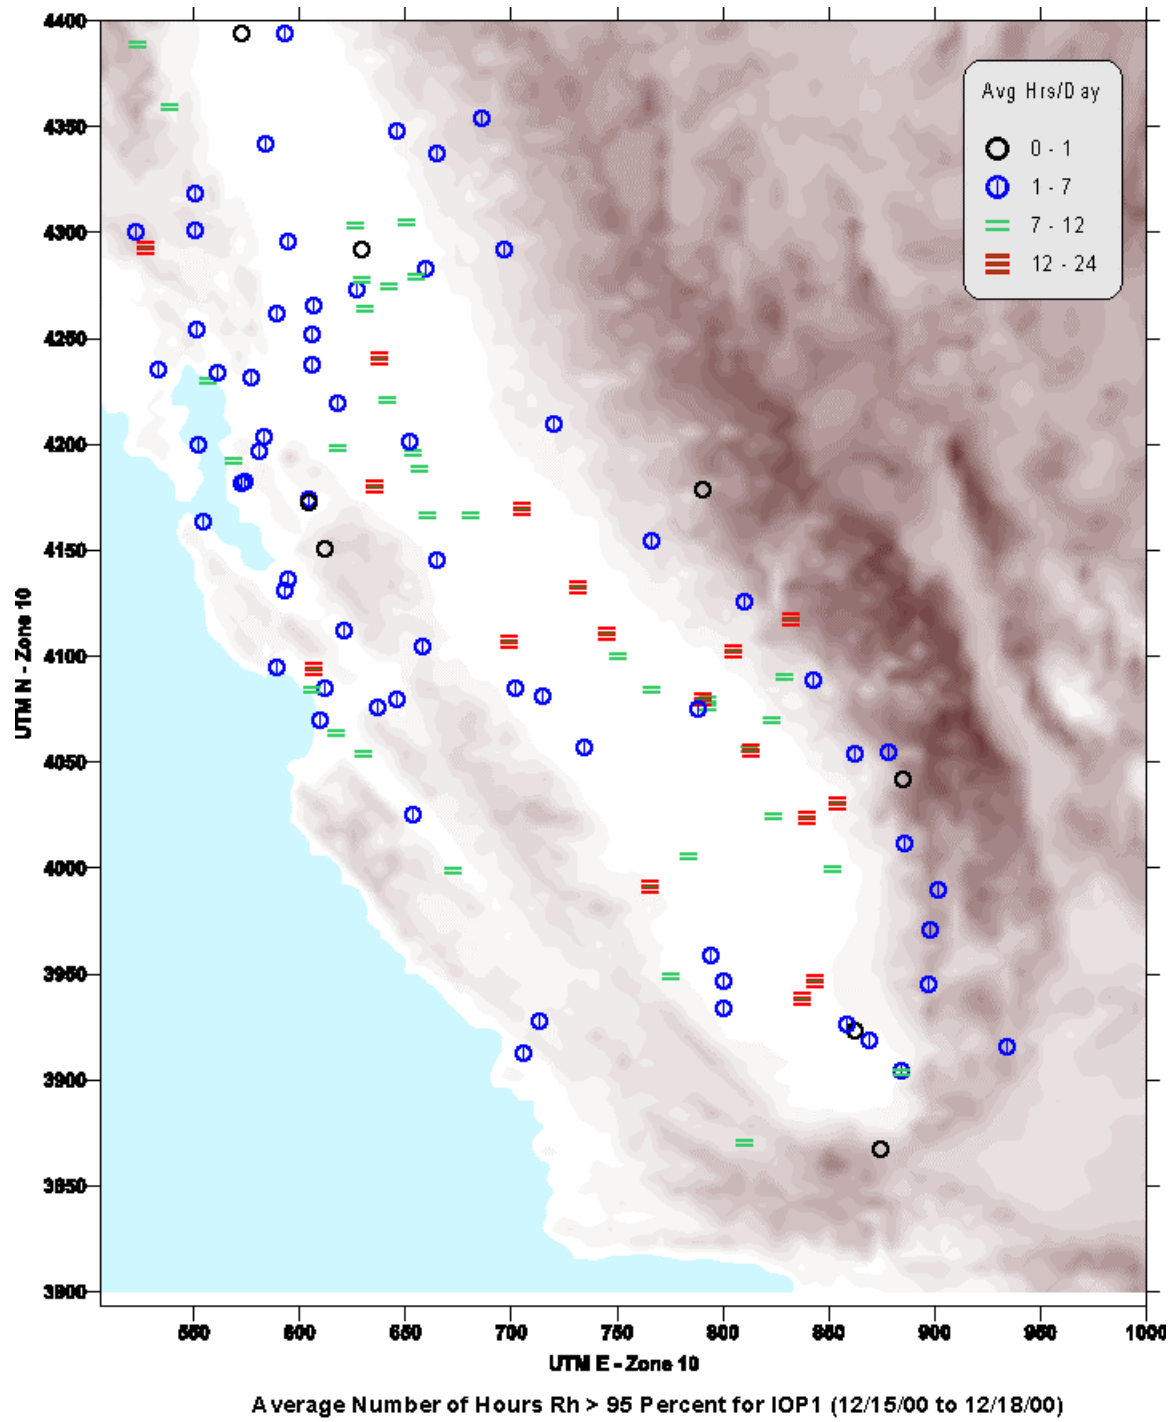 4400
4350
4300
4250
4200
4150
4100
4050
4000
3950
3900
3850
3800
UTM N - Zone 10
Avg Hrs/Day
0 - 1
1 - 7
7 - 12
12 - 24
550 600 650 700 750 800 850 900 950 1000
UTM E - Zone 10
Average Number of Hours Rh > 95 Percent for IOP1 (12/15/00 to 12/18/00)